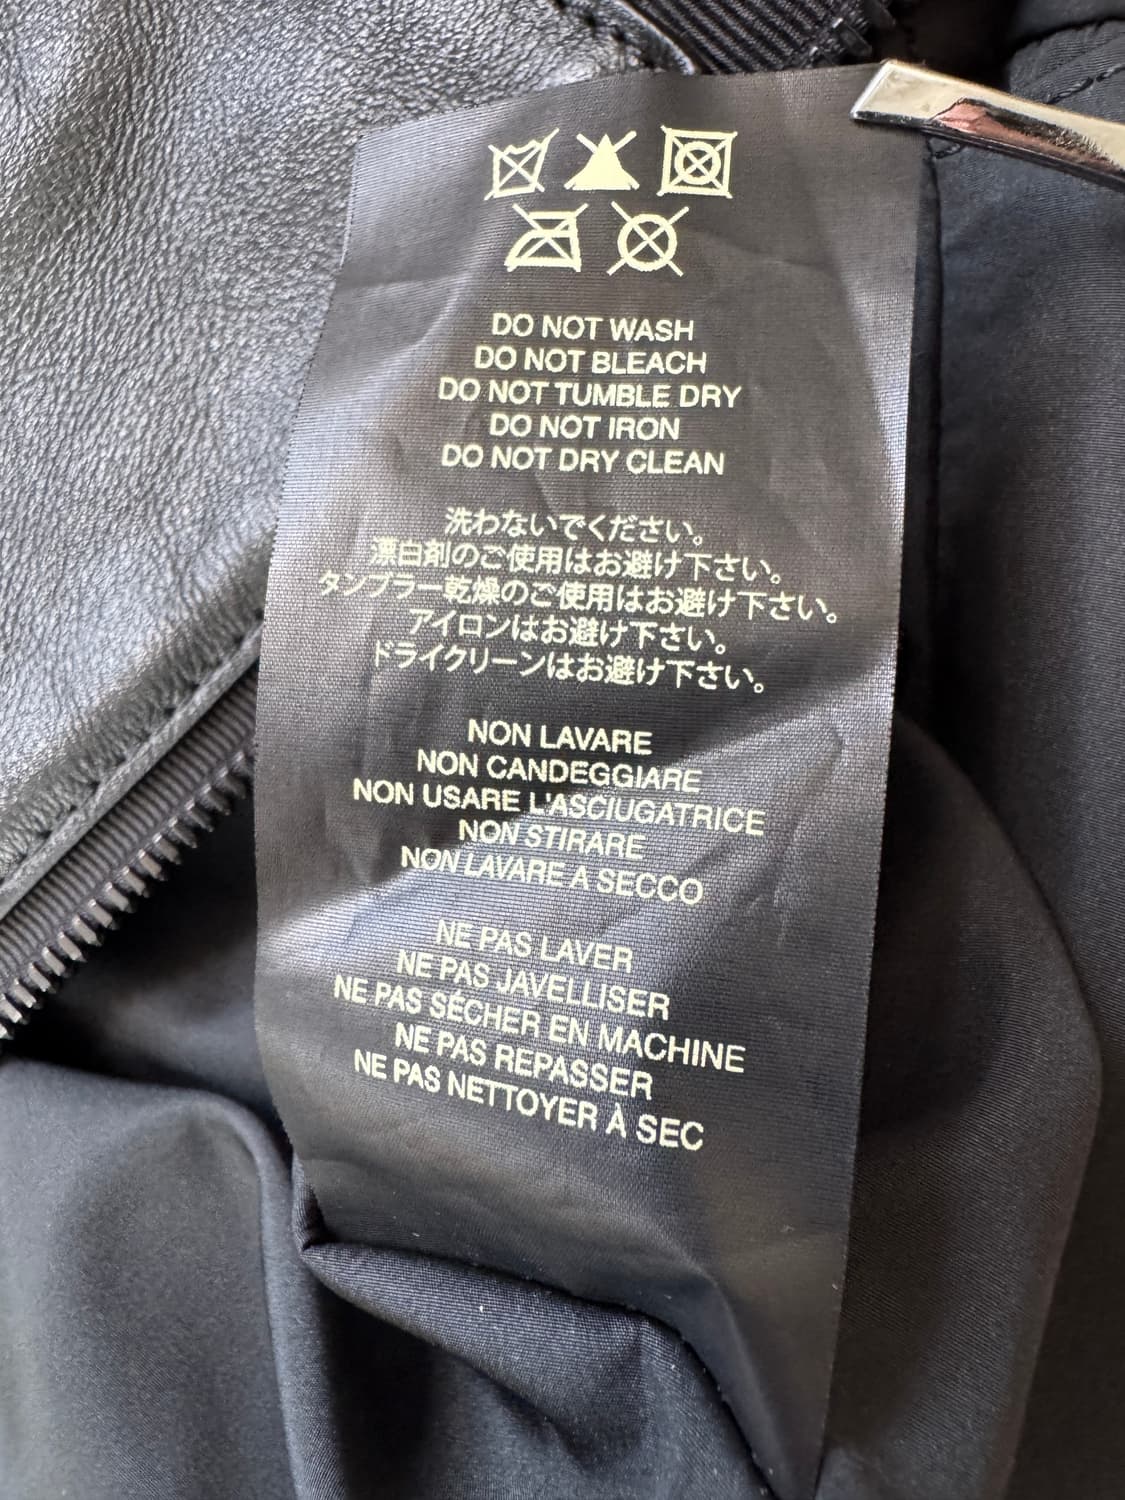 DO NOT WASH
DO NOT BLEACH
DO NOT TUMBLE DRY
DO NOT IRON
DO NOT DRY CLEAN
洗わないでください。
漂白剤のご使用はお避け下さい。
タンブラー乾燥のご使用はお避け下さい。
アイロンはお避け下さい。
ドライクリーンはお避け下さい。
NON LAVARE
NON CANDEGGIARE
NON USARE L'ASCIUGATRICE
NON STIRARE
NON LAVARE A SECCO
NE PAS LAVER
NE PAS JAVELLISER
NE PAS SÉCHER EN MACHINE
NE PAS REPASSER
NE PAS NETTOYER À SEC